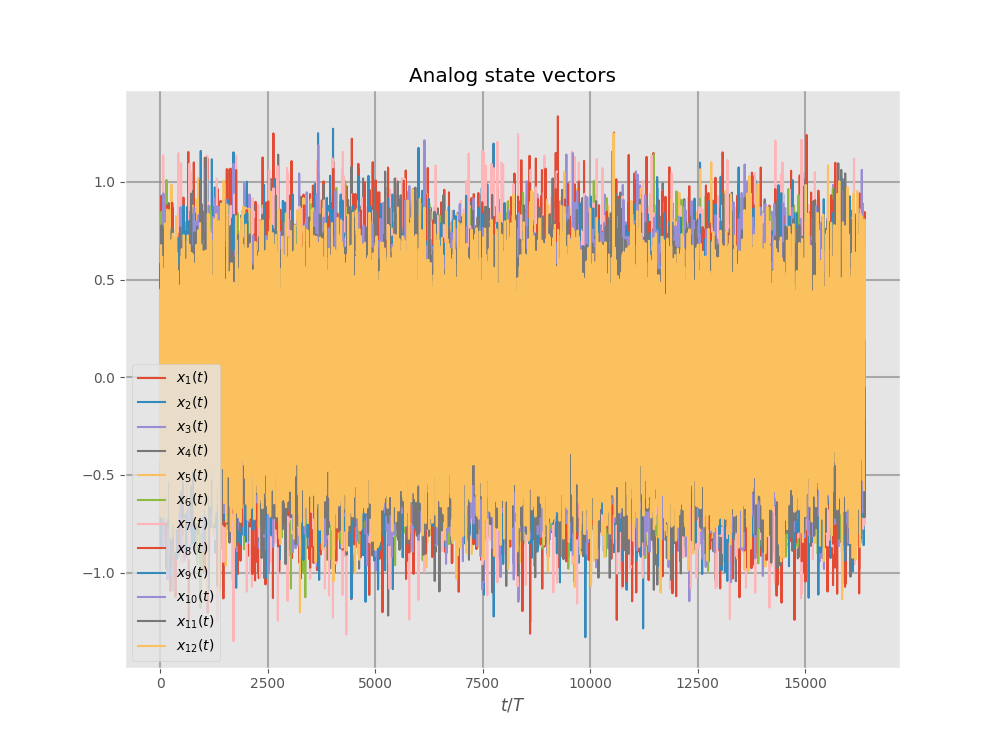 Analog state vectors
1.0
0.5
0.0
−0.5
−1.0
x₁(t)
x₂(t)
x₃(t)
x₄(t)
x₅(t)
x₆(t)
x₇(t)
x₈(t)
x₉(t)
x₁₀(t)
x₁₁(t)
x₁₂(t)
0 2500 5000 7500 10000 12500 15000
t/T